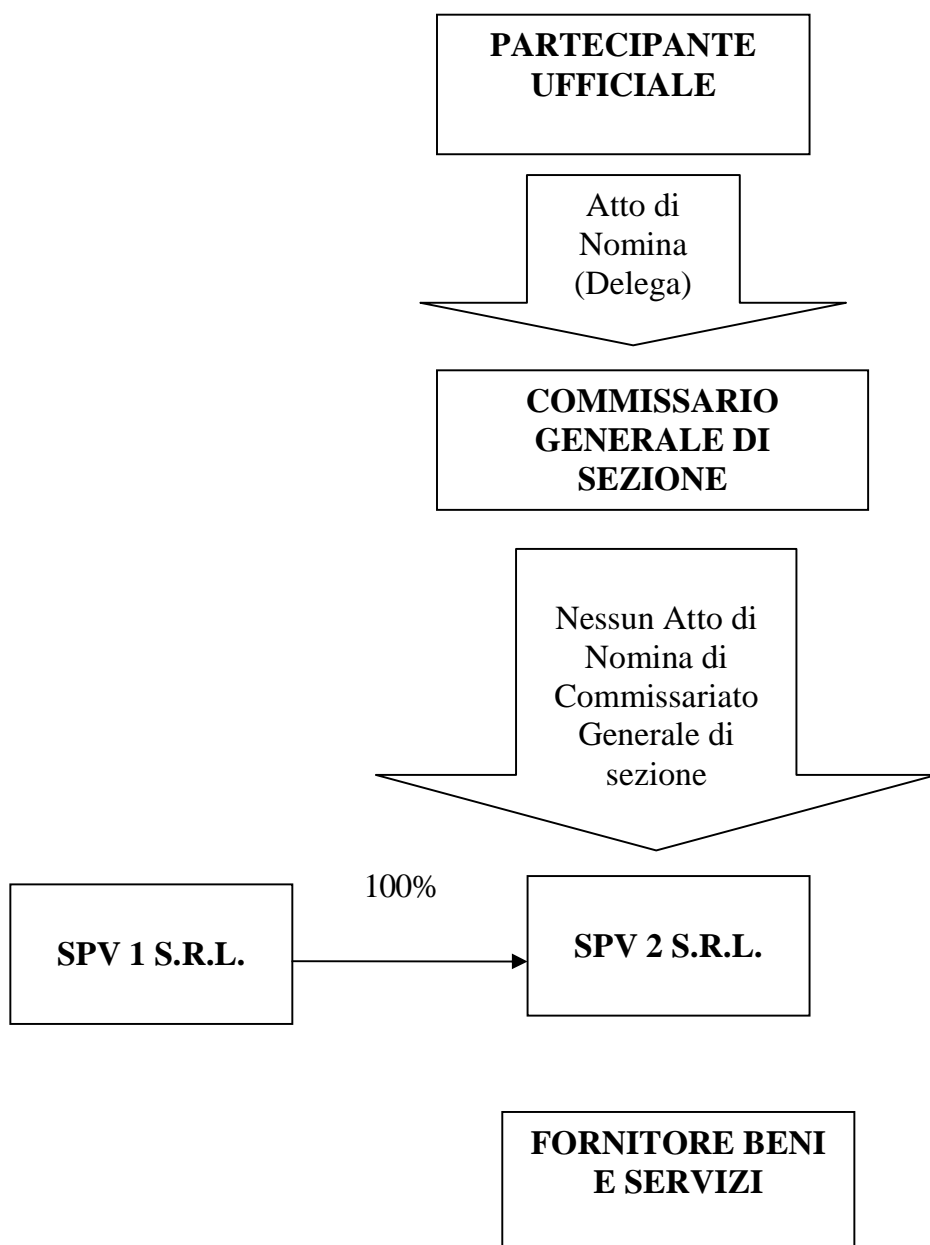 PARTECIPANTE
UFFICIALE
Atto di
Nomina
(Delega)
COMMISSARIO
GENERALE DI
SEZIONE
Nessun Atto di
Nomina di
Commissariato
Generale di
sezione
100%
SPV 1 S.R.L.
SPV 2 S.R.L.
FORNITORE BENI
E SERVIZI